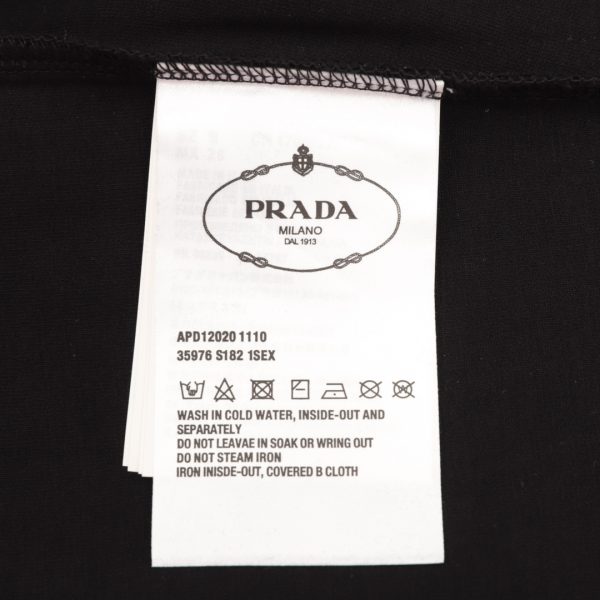 PRADA
MILANO
DAL 1913
APD12020 1110
35976 S182 1SEX
WASH IN COLD WATER, INSIDE-OUT AND
SEPARATELY
DO NOT LEAVAE IN SOAK OR WRING OUT
DO NOT STEAM IRON
IRON INISDE-OUT, COVERED B CLOTH